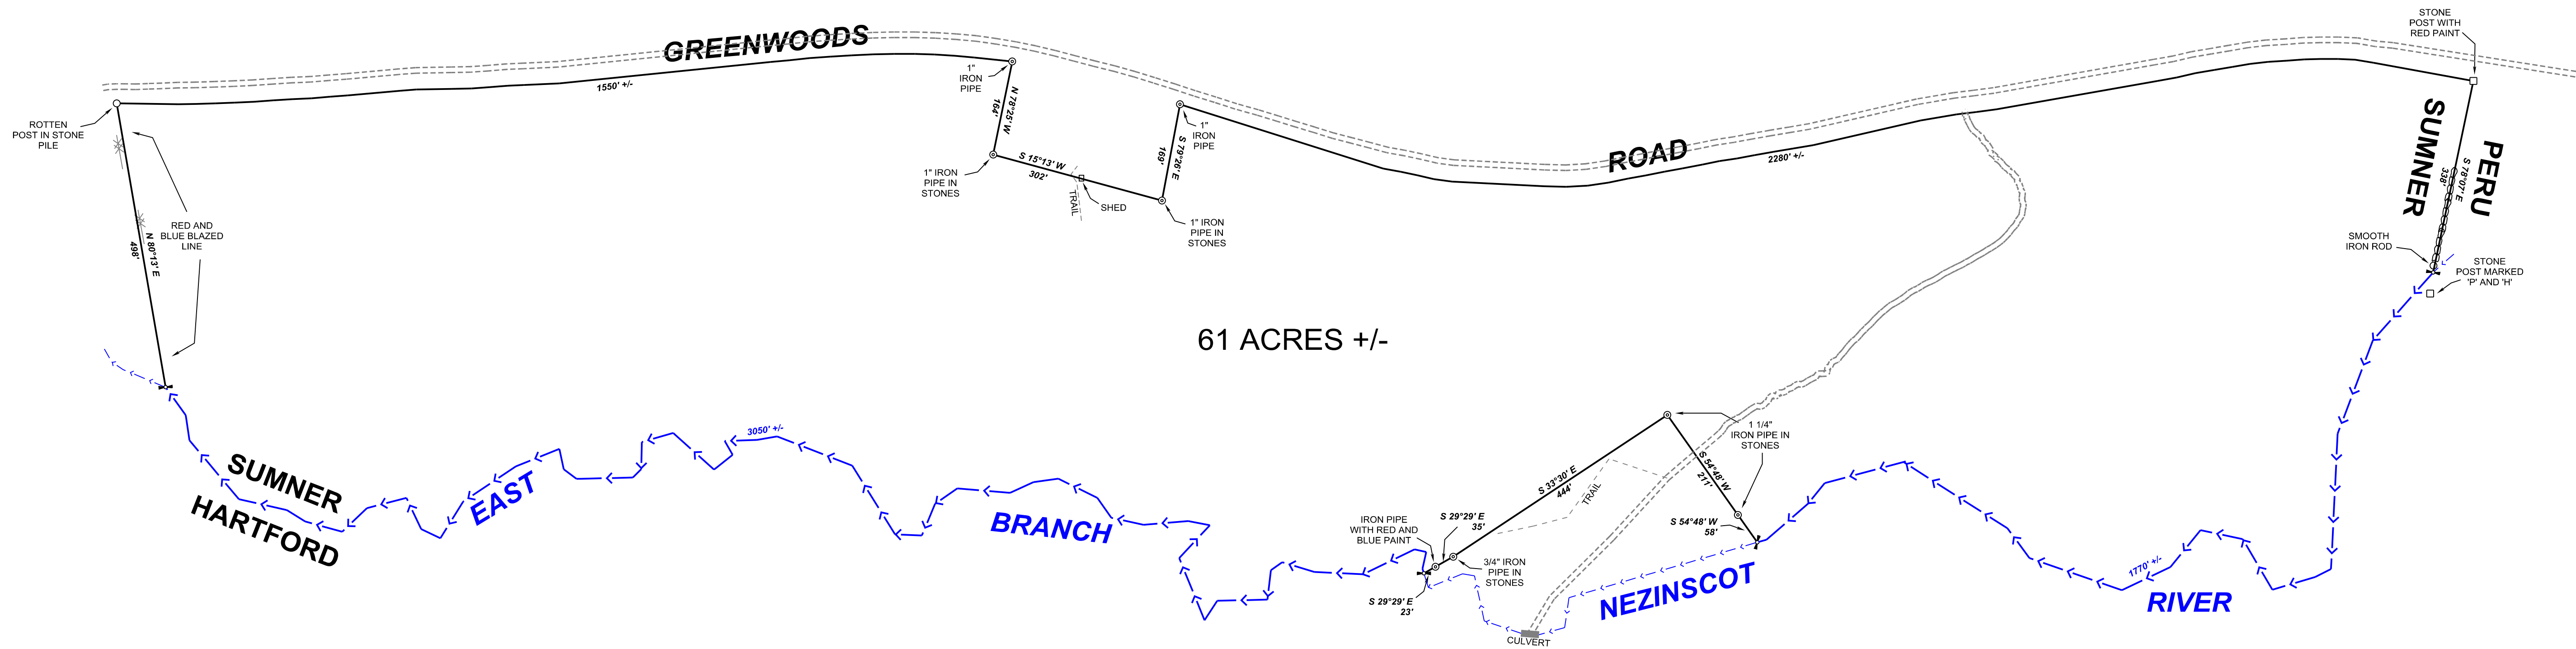 GREENWOODS
1550' +/-
ROTTEN
POST IN STONE
PILE
RED AND
BLUE BLAZED
LINE
N 80°13' E
498'
1"
IRON
PIPE
N 78°25' W
164'
1" IRON
PIPE IN
STONES
S 15°13' W
302'
TRAIL
SHED
S 79°26' E
169'
1"
IRON
PIPE
1" IRON
PIPE IN
STONES
ROAD
2280' +/-
STONE
POST WITH
RED PAINT
SUMNER
PERU
S 78°07' E
338'
SMOOTH
IRON ROD
STONE
POST MARKED
'P' AND 'H'
61 ACRES +/-
3050' +/-
SUMNER
HARTFORD
EAST
BRANCH
IRON PIPE
WITH RED AND
BLUE PAINT
S 29°29' E
35'
S 33°30' E
444'
TRAIL
1 1/4"
IRON PIPE IN
STONES
S 54°48' W
211'
S 54°48' W
58'
3/4" IRON
PIPE IN
STONES
S 29°29' E
23'
CULVERT
NEZINSCOT
1770' +/-
RIVER